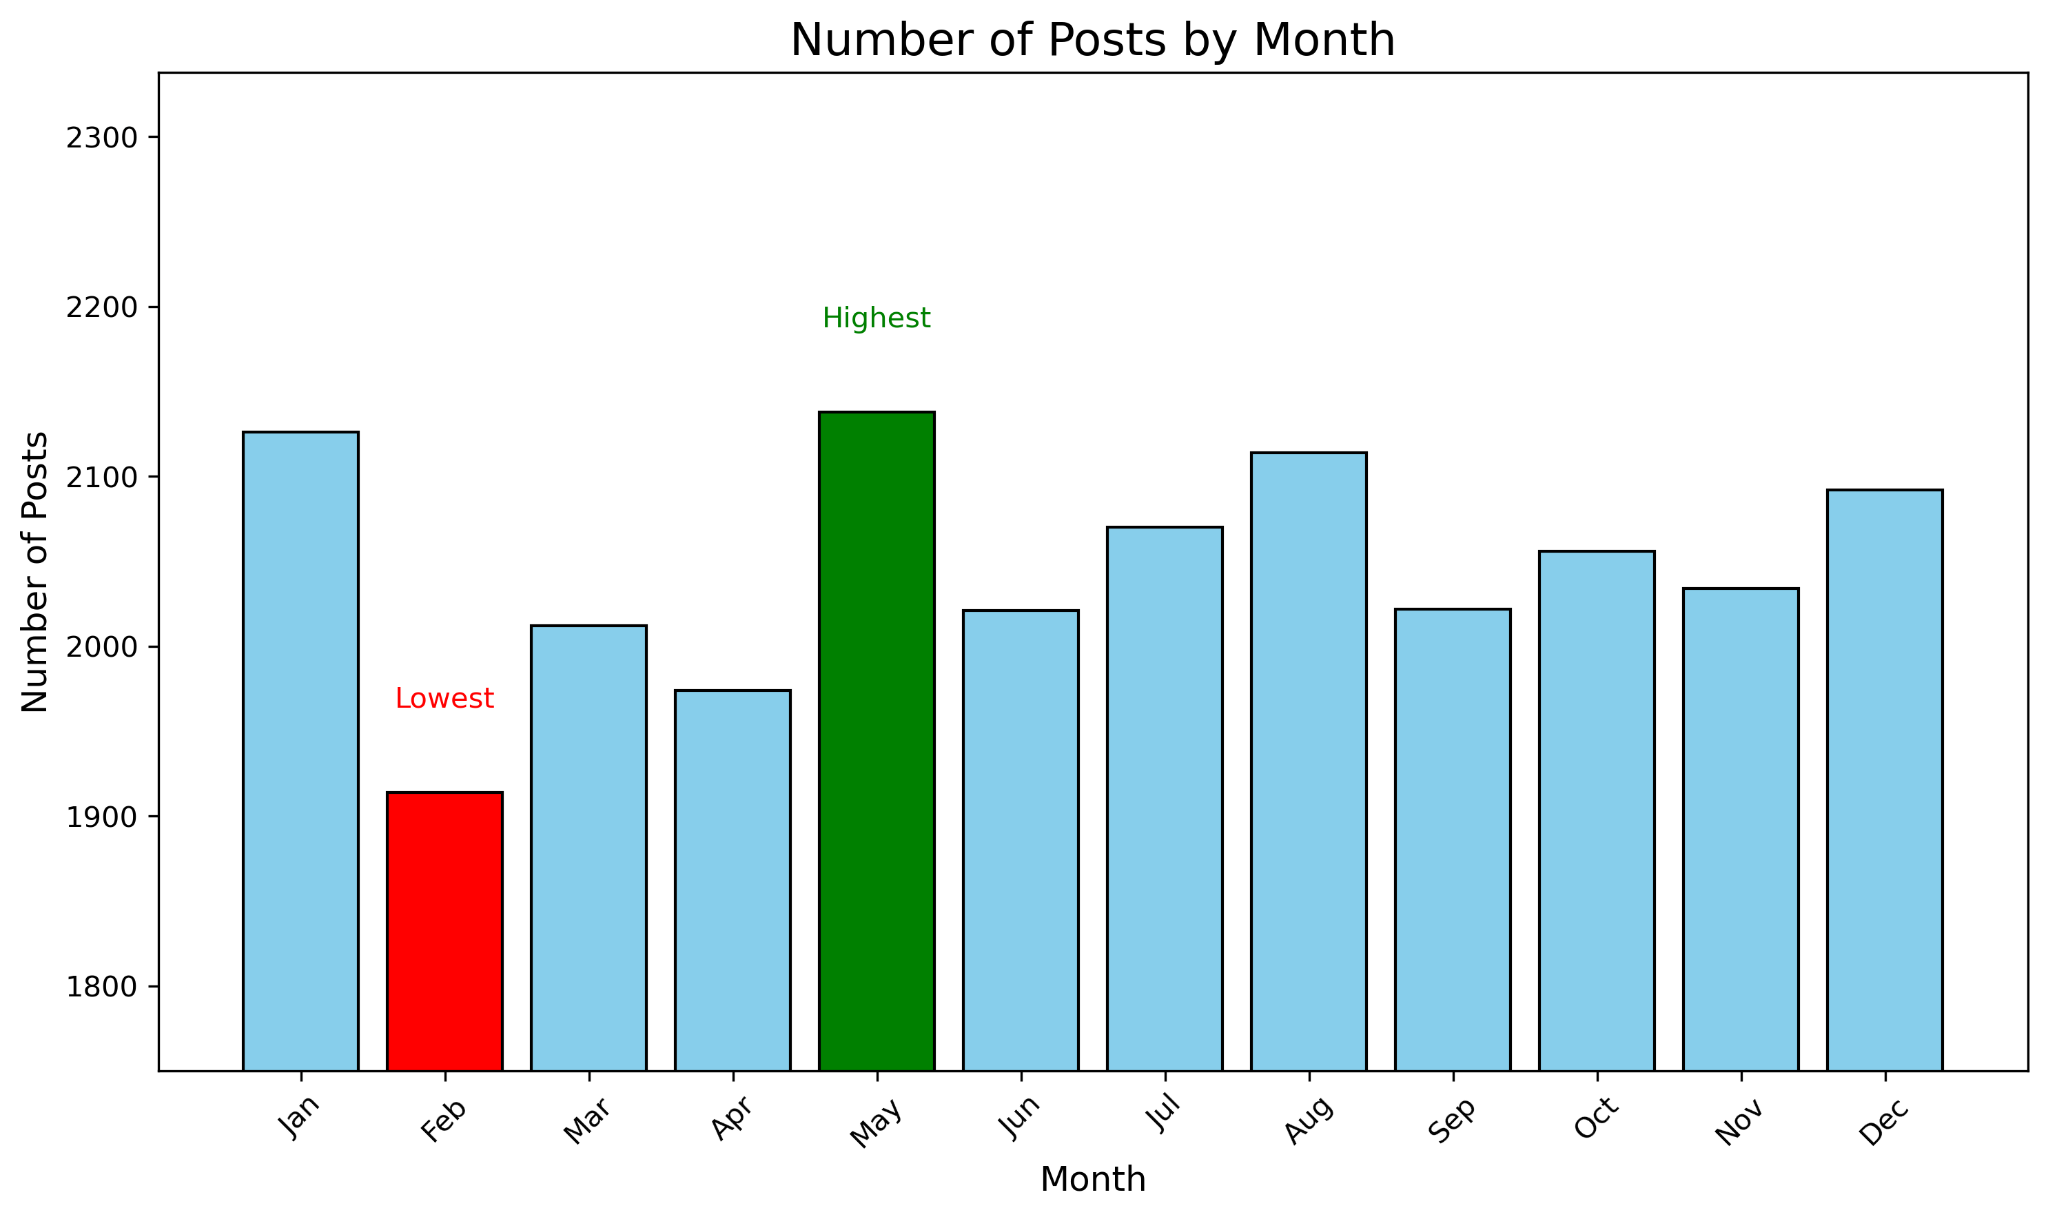 Number of Posts by Month
Number of Posts
2300
2200
2100
2000
1900
1800
Highest
Lowest
Jan
Feb
Mar
Apr
May
Jun
Jul
Aug
Sep
Oct
Nov
Dec
Month